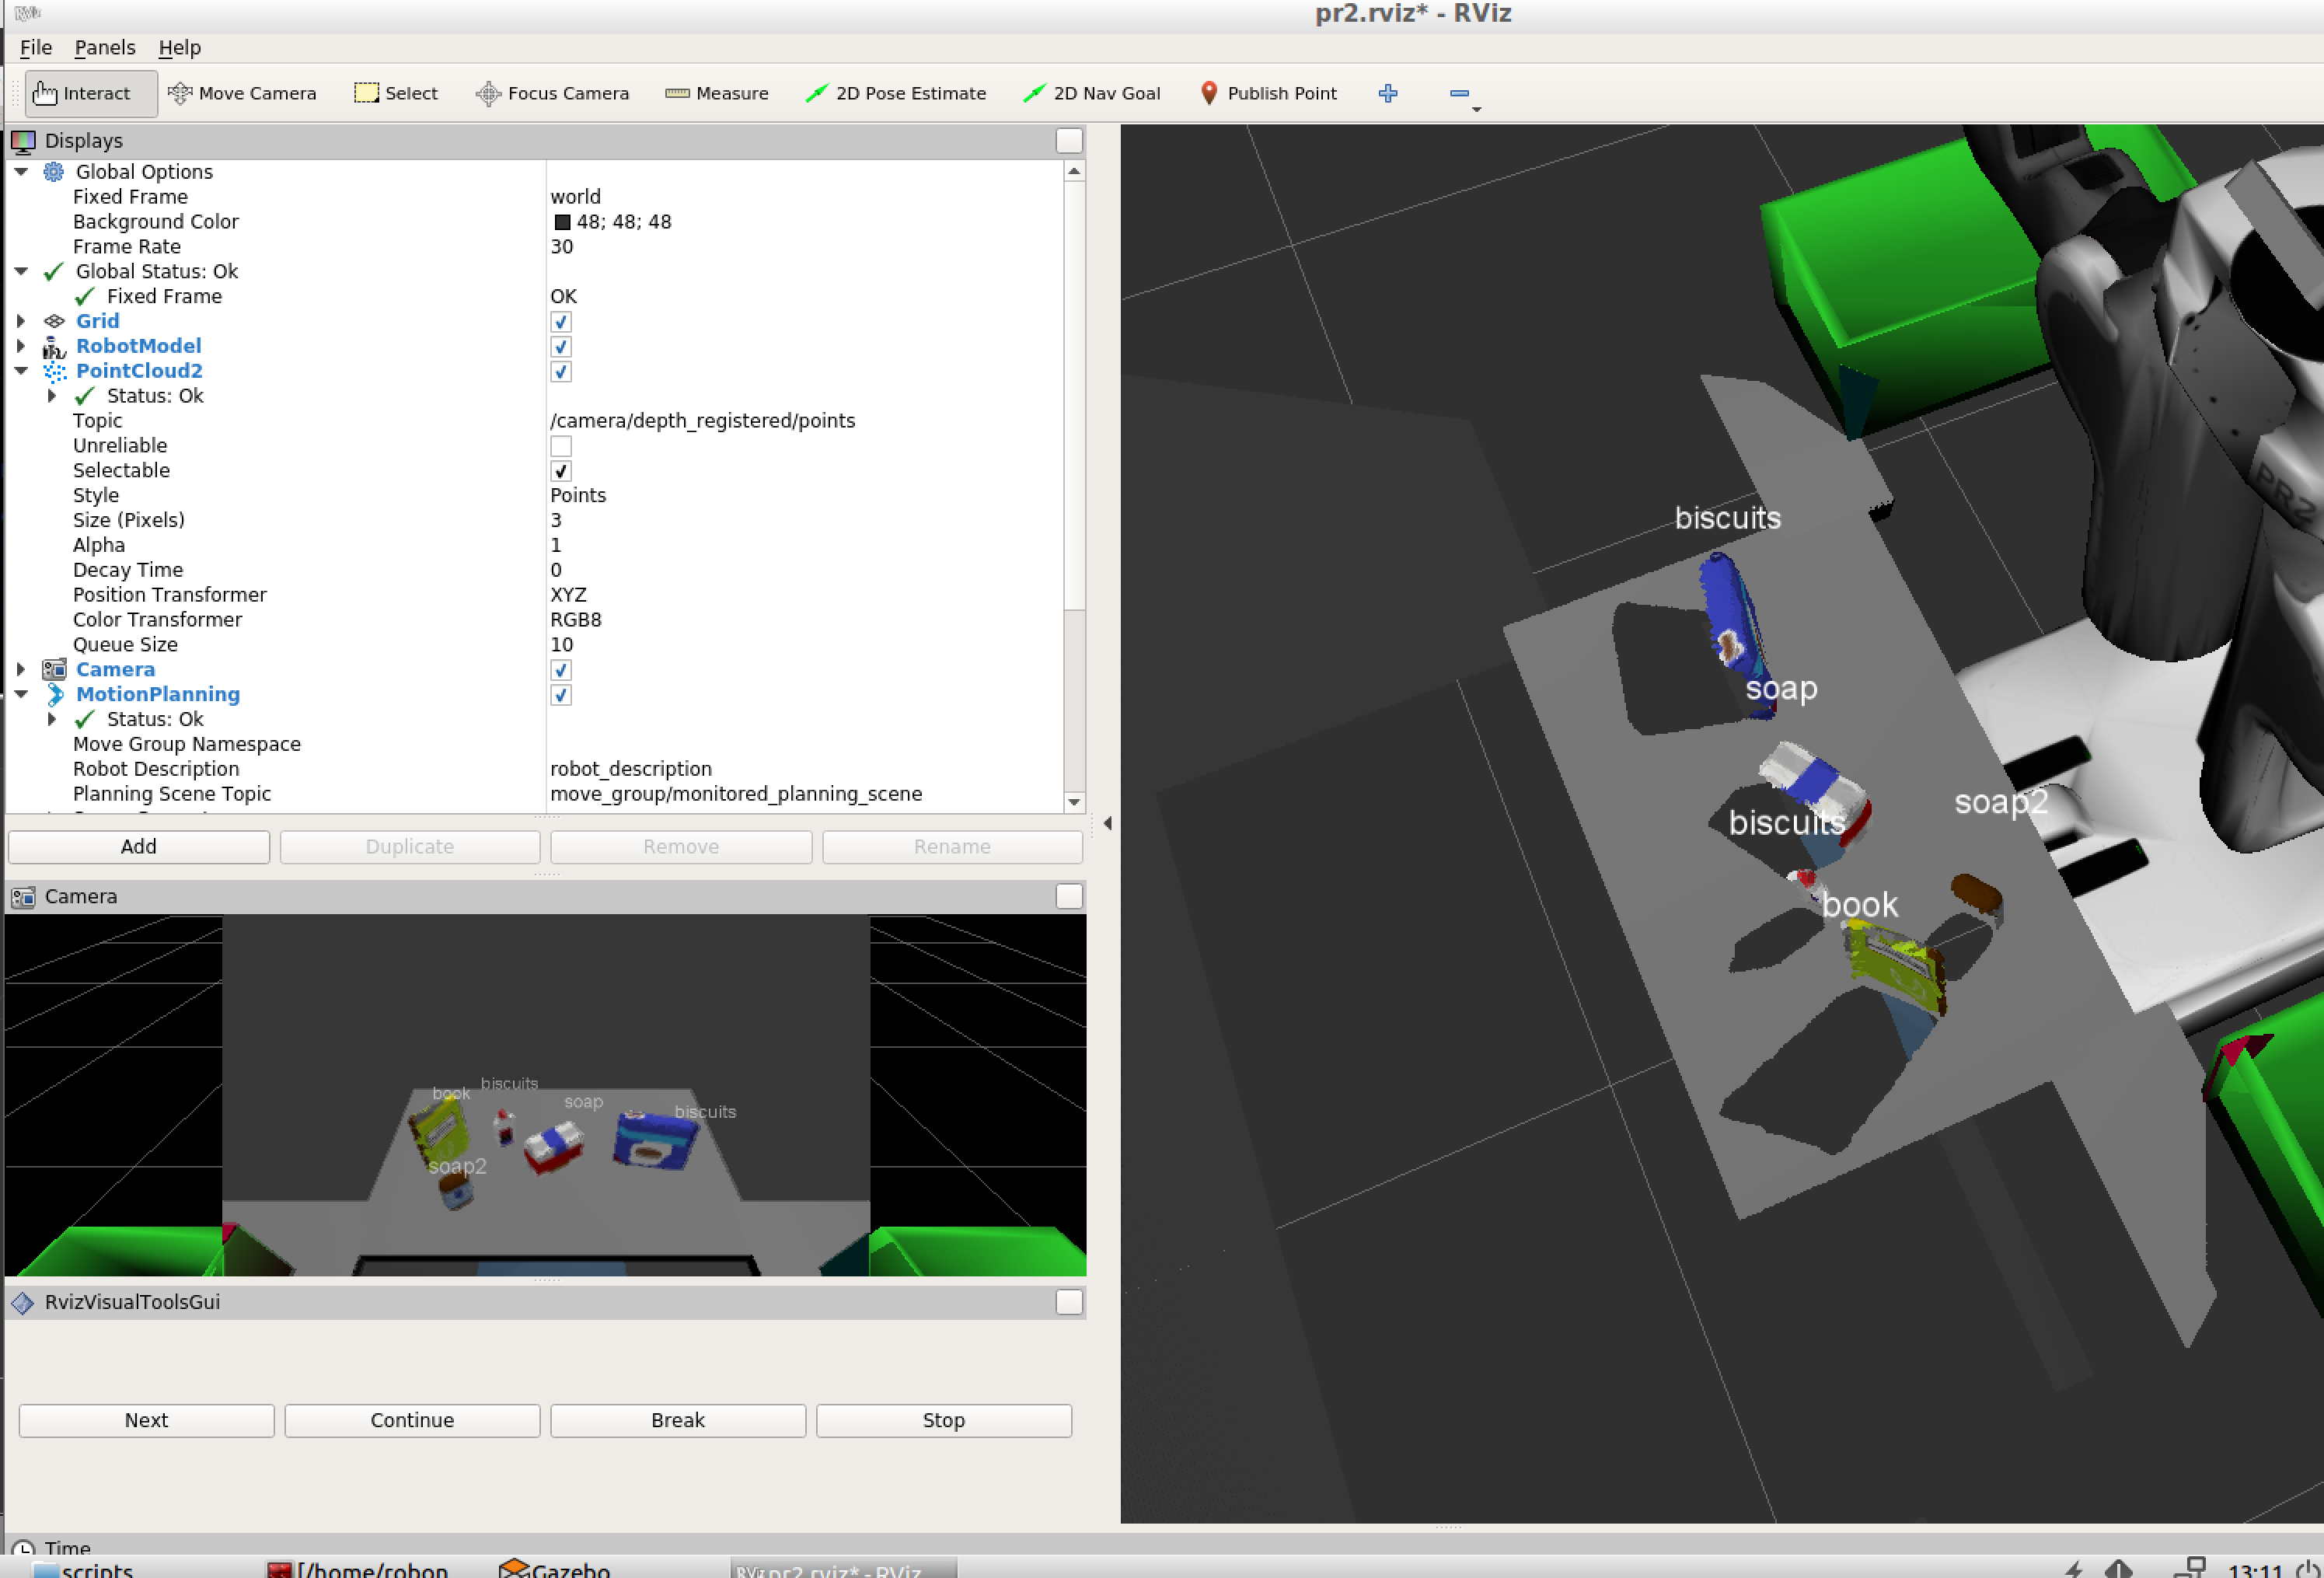 pr2.rviz* - RViz
File Panels Help
Interact Move Camera Select Focus Camera Measure 2D Pose Estimate 2D Nav Goal Publish Point
Displays
Global Options
Fixed Frame world
Background Color 48; 48; 48
Frame Rate 30
Global Status: Ok
Fixed Frame OK
Grid
RobotModel
PointCloud2
Status: Ok
Topic /camera/depth_registered/points
Unreliable
Selectable
Style Points
Size (Pixels) 3
Alpha 1
Decay Time 0
Position Transformer XYZ
Color Transformer RGB8
Queue Size 10
Camera
MotionPlanning
Status: Ok
Move Group Namespace
Robot Description robot_description
Planning Scene Topic move_group/monitored_planning_scene
Add Duplicate Remove Rename
Camera
book biscuits soap biscuits
soap2
RvizVisualToolsGui
Next Continue Break Stop
Time
biscuits
soap
soap2
biscuits
book
PR2
scripts [/home/robon Gazebo pr2.rviz* - RViz 13:11